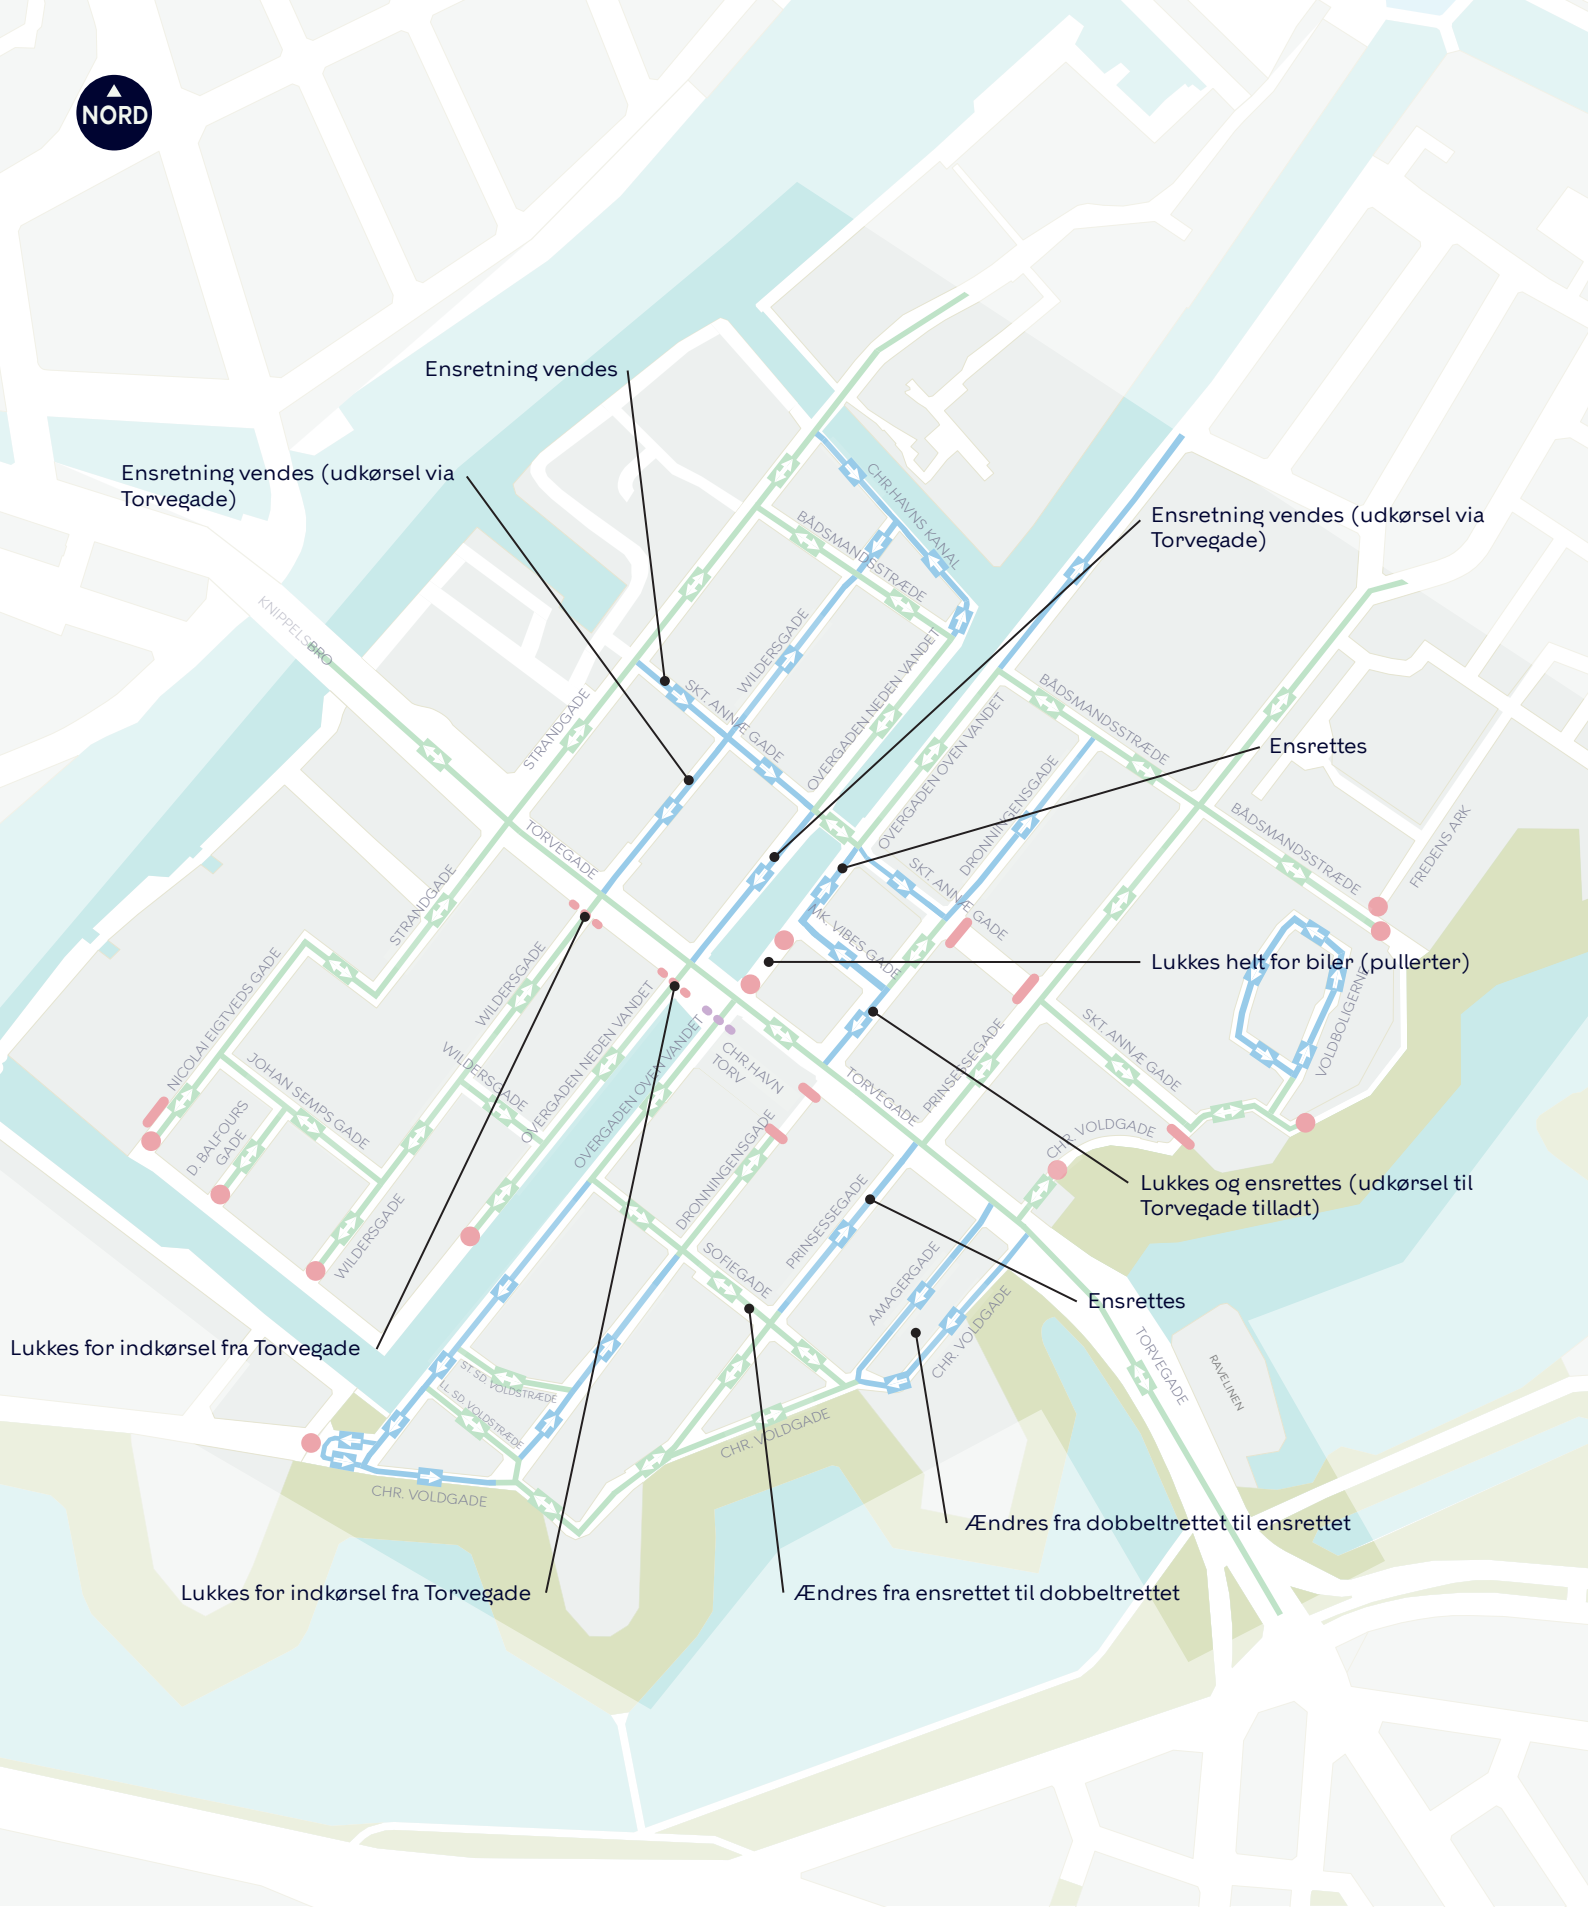 NORD
Ensretning vendes
Ensretning vendes (udkørsel via
Torvegade)
CHR.HAVNS KANAL
BÅDSMANDSSTRÆDE
Ensretning vendes (udkørsel via
Torvegade)
KNIPPELSBRO
WILDERSGADE
OVERGADEN NEDEN VANDET
STRANDGADE
SKT. ANNÆ GADE
OVERGADEN OVEN VANDET
BÅDSMANDSSTRÆDE
Ensrettes
DRONNINGENSGADE
TORVEGADE
BÅDSMANDSSTRÆDE
FREDENS ARK
STRANDGADE
SKT. ANNÆ GADE
MK. VIBES GADE
Lukkes helt for biler (pullerter)
NICOLAI EIGTVEDS GADE
WILDERSGADE
OVERGADEN NEDEN VANDET
VOLDBOLIGERNE
OVERGADEN OVEN VANDET
CHR.HAVN
TORV
JOHAN SEMPS GADE
WILDERSGADE
TORVEGADE
PRINSESSEGADE
SKT. ANNÆ GADE
D. BALFOURS
GADE
DRONNINGENSGADE
CHR. VOLDGADE
Lukkes og ensrettes (udkørsel til
Torvegade tilladt)
WILDERSGADE
PRINSESSEGADE
SOFIEGADE
AMAGERGADE
Ensrettes
CHR. VOLDGADE
TORVEGADE
RAVELINEN
Lukkes for indkørsel fra Torvegade
ST. SD. VOLDSTRÆDE
LL. SD. VOLDSTRÆDE
CHR. VOLDGADE
CHR. VOLDGADE
Ændres fra dobbeltrettet til ensrettet
Lukkes for indkørsel fra Torvegade
Ændres fra ensrettet til dobbeltrettet